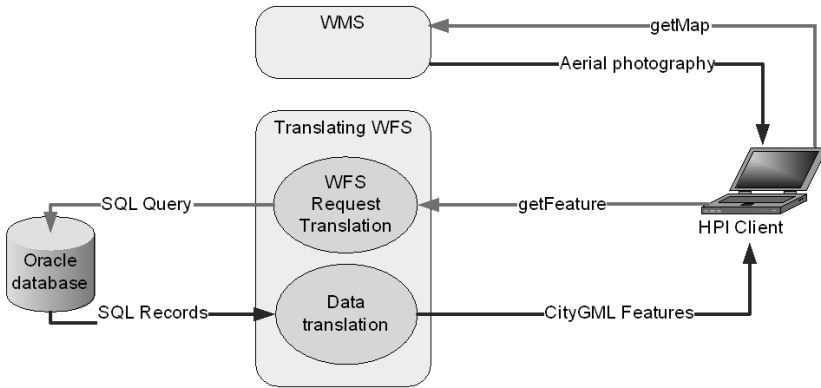 WMS
getMap
Aerial photography
Translating WFS
WFS
Request
Translation
SQL Query
getFeature
HPI Client
Oracle
database
Data
translation
SQL Records
CityGML Features